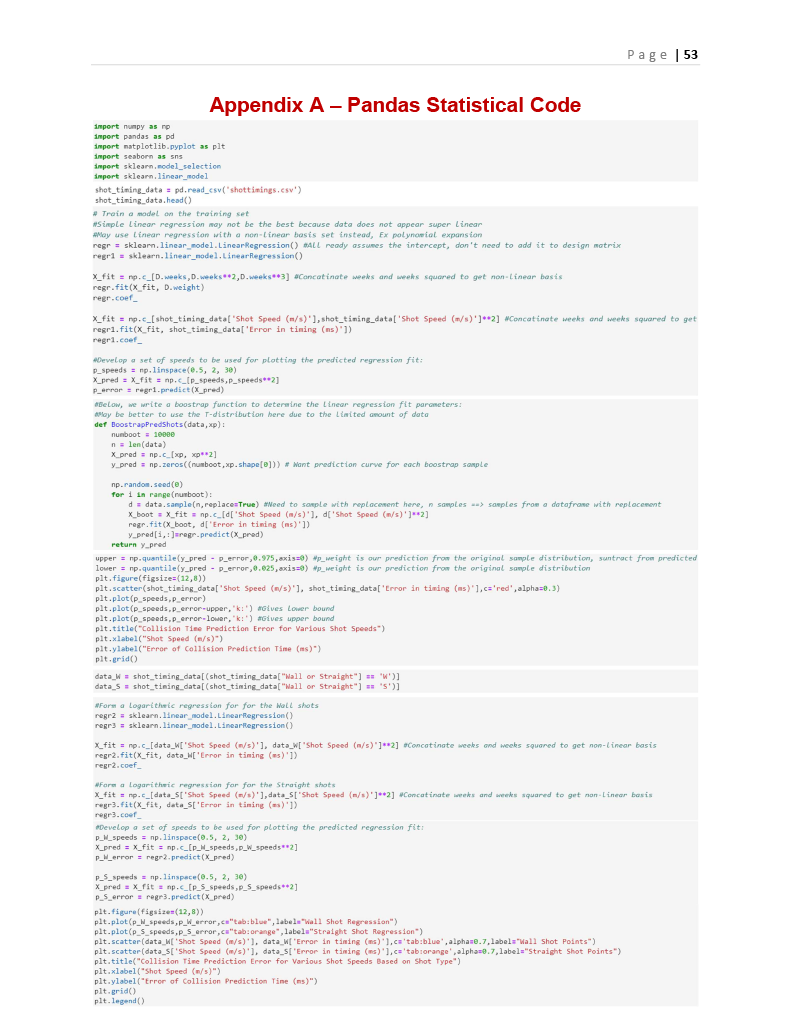 Page | 53
Appendix A – Pandas Statistical Code
import numpy as np
import pandas as pd
import matplotlib.pyplot as plt
import seaborn as sns
import sklearn.model_selection
import sklearn.linear_model
shot_timing_data = pd.read_csv('shottimings.csv')
shot_timing_data.head()
# Train a model on the training set
#Simple linear regression may not be the best because data does not appear super linear
#May use linear regression with a non-linear basis set instead, Ex polynomial expansion
regr = sklearn.linear_model.LinearRegression() #All ready assumes the intercept, don't need to add it to design matrix
regr1 = sklearn.linear_model.LinearRegression()
X_fit = np.c_[D.weeks,D.weeks**2,D.weeks**3] #Concatinate weeks and weeks squared to get non-linear basis
regr.fit(X_fit, D.weight)
regr.coef_
X_fit = np.c_[shot_timing_data['Shot Speed (m/s)'],shot_timing_data['Shot Speed (m/s)']**2] #Concatinate weeks and weeks squared to get
regr1.fit(X_fit, shot_timing_data['Error in timing (ms)'])
regr1.coef_
#Develop a set of speeds to be used for plotting the predicted regression fit:
p_speeds = np.linspace(0.5, 2, 30)
X_pred = X_fit = np.c_[p_speeds,p_speeds**2]
p_error = regr1.predict(X_pred)
#Below, we write a boostrap function to determine the linear regression fit parameters:
#May be better to use the T-distribution here due to the limited amount of data
def BoostrapPredShots(data,xp):
    numboot = 10000
    n = len(data)
    X_pred = np.c_[xp, xp**2]
    y_pred = np.zeros((numboot,xp.shape[0])) # Want prediction curve for each boostrap sample
    np.random.seed(0)
    for i in range(numboot):
        d = data.sample(n,replace=True) #Need to sample with replacement here, n samples ==> samples from a dataframe with replacement
        X_boot = X_fit = np.c_[d['Shot Speed (m/s)'], d['Shot Speed (m/s)']**2]
        regr.fit(X_boot, d['Error in timing (ms)'])
        y_pred[i,:]=regr.predict(X_pred)
    return y_pred
upper = np.quantile(y_pred - p_error,0.975,axis=0) #p_weight is our prediction from the original sample distribution, suntract from predicted
lower = np.quantile(y_pred - p_error,0.025,axis=0) #p_weight is our prediction from the original sample distribution
plt.figure(figsize=(12,8))
plt.scatter(shot_timing_data['Shot Speed (m/s)'], shot_timing_data['Error in timing (ms)'],c='red',alpha=0.3)
plt.plot(p_speeds,p_error)
plt.plot(p_speeds,p_error-upper,'k:') #Gives lower bound
plt.plot(p_speeds,p_error-lower,'k:') #Gives upper bound
plt.title("Collision Time Prediction Error for Various Shot Speeds")
plt.xlabel("Shot Speed (m/s)")
plt.ylabel("Error of Collision Prediction Time (ms)")
plt.grid()
data_W = shot_timing_data[(shot_timing_data["Wall or Straight"] == 'W')]
data_S = shot_timing_data[(shot_timing_data["Wall or Straight"] == 'S')]
#Form a logarithmic regression for for the Wall shots
regr2 = sklearn.linear_model.LinearRegression()
regr3 = sklearn.linear_model.LinearRegression()
X_fit = np.c_[data_W['Shot Speed (m/s)'], data_W['Shot Speed (m/s)']**2] #Concatinate weeks and weeks squared to get non-linear basis
regr2.fit(X_fit, data_W['Error in timing (ms)'])
regr2.coef_
#Form a logarithmic regression for for the Straight shots
X_fit = np.c_[data_S['Shot Speed (m/s)'],data_S['Shot Speed (m/s)']**2] #Concatinate weeks and weeks squared to get non-linear basis
regr3.fit(X_fit, data_S['Error in timing (ms)'])
regr3.coef_
#Develop a set of speeds to be used for plotting the predicted regression fit:
p_W_speeds = np.linspace(0.5, 2, 30)
X_pred = X_fit = np.c_[p_W_speeds,p_W_speeds**2]
p_W_error = regr2.predict(X_pred)
p_S_speeds = np.linspace(0.5, 2, 30)
X_pred = X_fit = np.c_[p_S_speeds,p_S_speeds**2]
p_S_error = regr3.predict(X_pred)
plt.figure(figsize=(12,8))
plt.plot(p_W_speeds,p_W_error,c="tab:blue",label="Wall Shot Regression")
plt.plot(p_S_speeds,p_S_error,c="tab:orange",label="Straight Shot Regression")
plt.scatter(data_W['Shot Speed (m/s)'], data_W['Error in timing (ms)'],c='tab:blue',alpha=0.7,label="Wall Shot Points")
plt.scatter(data_S['Shot Speed (m/s)'], data_S['Error in timing (ms)'],c='tab:orange',alpha=0.7,label="Straight Shot Points")
plt.title("Collision Time Prediction Error for Various Shot Speeds Based on Shot Type")
plt.xlabel("Shot Speed (m/s)")
plt.ylabel("Error of Collision Prediction Time (ms)")
plt.grid()
plt.legend()